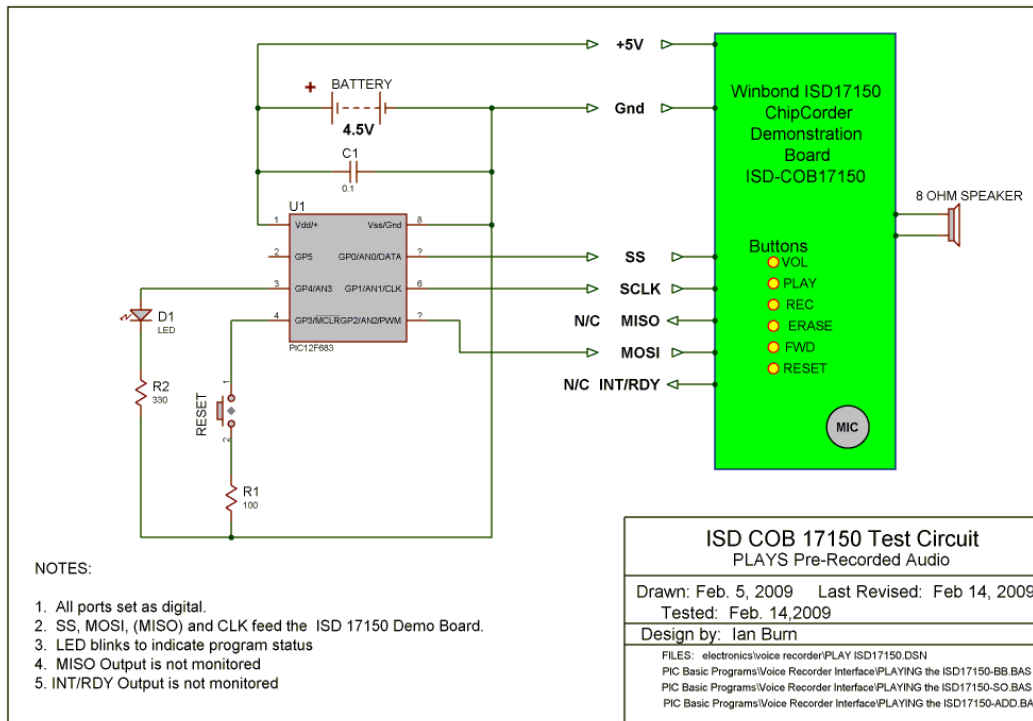 +5V
+ BATTERY
4.5V
Gnd
C1
0.1
U1
1 Vdd/+ Vss/Gnd 8
2 GP5 GP0/AN0/DATA ?
3 GP4/AN3 GP1/AN1/CLK 6
4 GP3/MCLR GP2/AN2/PWM ?
PIC12F683
SS
SCLK
N/C MISO
MOSI
N/C INT/RDY
D1
LED
R2
330
RESET
1
2
R1
100
Winbond ISD17150
ChipCorder
Demonstration
Board
ISD-COB17150
8 OHM SPEAKER
Buttons
VOL
PLAY
REC
ERASE
FWD
RESET
MIC
NOTES:
1. All ports set as digital.
2. SS, MOSI, (MISO) and CLK feed the ISD 17150 Demo Board.
3. LED blinks to indicate program status
4. MISO Output is not monitored
5. INT/RDY Output is not monitored
ISD COB 17150 Test Circuit
PLAYS Pre-Recorded Audio
Drawn: Feb. 5, 2009 Last Revised: Feb 14, 2009
Tested: Feb. 14,2009
Design by: Ian Burn
FILES: electronics\voice recorder\PLAY ISD17150.DSN
PIC Basic Programs\Voice Recorder Interface\PLAYING the ISD17150-BB.BAS
PIC Basic Programs\Voice Recorder Interface\PLAYING the ISD17150-SO.BAS
PIC Basic Programs\Voice Recorder Interface\PLAYING the ISD17150-ADD.BA